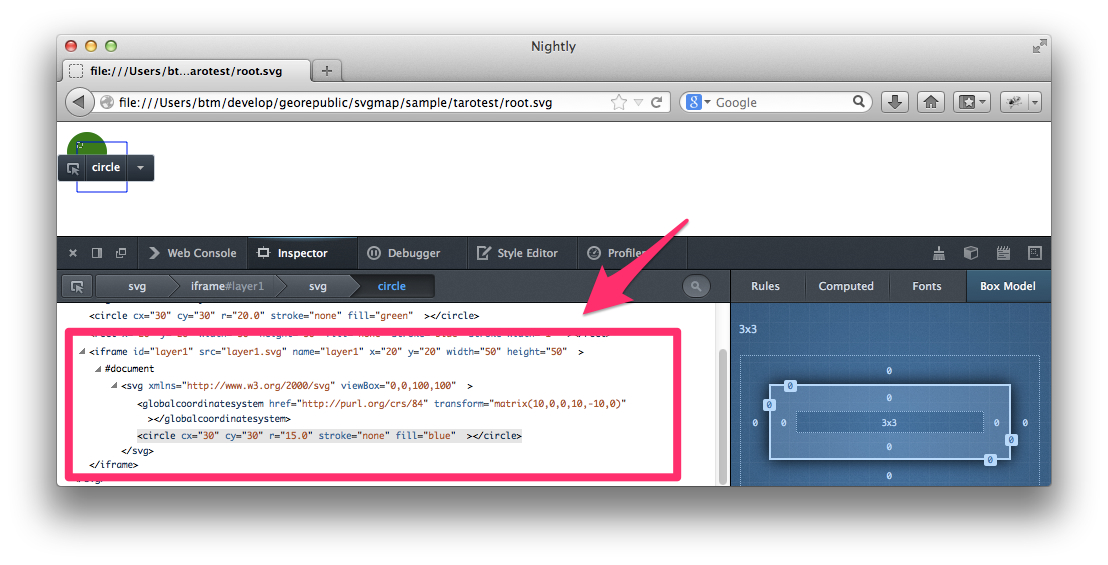 Nightly
file:///Users/bt...arotest/root.svg
file:///Users/btm/develop/georepublic/svgmap/sample/tarotest/root.svg
8 Google
circle
Web Console Inspector Debugger Style Editor Profiler
svg iframe#layer1 svg circle
Rules Computed Fonts Box Model
<circle cx="30" cy="30" r="20.0" stroke="none" fill="green" ></circle>
<iframe id="layer1" src="layer1.svg" name="layer1" x="20" y="20" width="50" height="50" >
#document
<svg xmlns="http://www.w3.org/2000/svg" viewBox="0,0,100,100" >
<globalcoordinatesystem href="http://purl.org/crs/84" transform="matrix(10,0,0,10,-10,0)"
></globalcoordinatesystem>
<circle cx="30" cy="30" r="15.0" stroke="none" fill="blue" ></circle>
</svg>
</iframe>
3x3
0
0
0
0
0 0 0 3x3 0 0
0
0
0
0